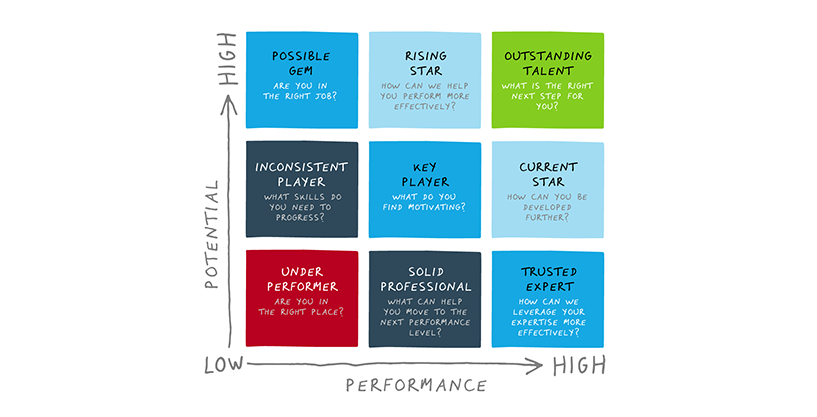 HIGH
POSSIBLE
GEM
ARE YOU IN
THE RIGHT JOB?
RISING
STAR
HOW CAN WE HELP
YOU PERFORM MORE
EFFECTIVELY?
OUTSTANDING
TALENT
WHAT IS THE RIGHT
NEXT STEP FOR
YOU?
POTENTIAL
INCONSISTENT
PLAYER
WHAT SKILLS DO
YOU NEED TO
PROGRESS?
KEY
PLAYER
WHAT DO YOU
FIND MOTIVATING?
CURRENT
STAR
HOW CAN YOU BE
DEVELOPED
FURTHER?
UNDER
PERFORMER
ARE YOU IN
THE RIGHT PLACE?
SOLID
PROFESSIONAL
WHAT CAN HELP
YOU MOVE TO THE
NEXT PERFORMANCE
LEVEL?
TRUSTED
EXPERT
HOW CAN WE
LEVERAGE YOUR
EXPERTISE MORE
EFFECTIVELY?
LOW
HIGH
PERFORMANCE